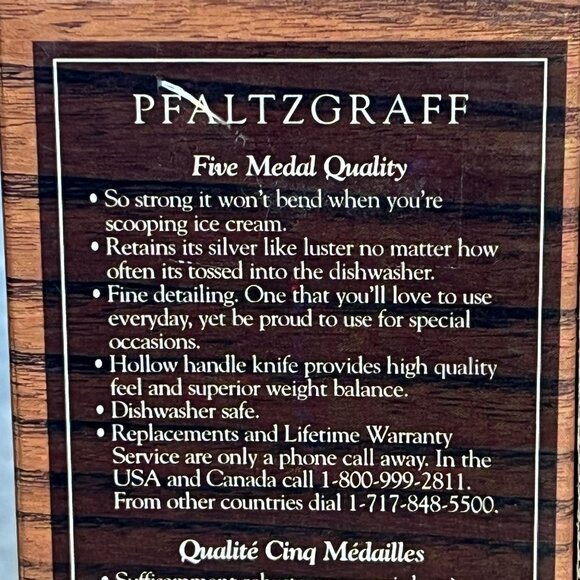 PFALTZGRAFF
Five Medal Quality
• So strong it won't bend when you're
scooping ice cream.
• Retains its silver like luster no matter how
often its tossed into the dishwasher.
• Fine detailing. One that you'll love to use
everyday, yet be proud to use for special
occasions.
• Hollow handle knife provides high quality
feel and superior weight balance.
• Dishwasher safe.
• Replacements and Lifetime Warranty
Service are only a phone call away. In the
USA and Canada call 1-800-999-2811.
From other countries dial 1-717-848-5500.
Qualité Cinq Médailles
• Suffisamment